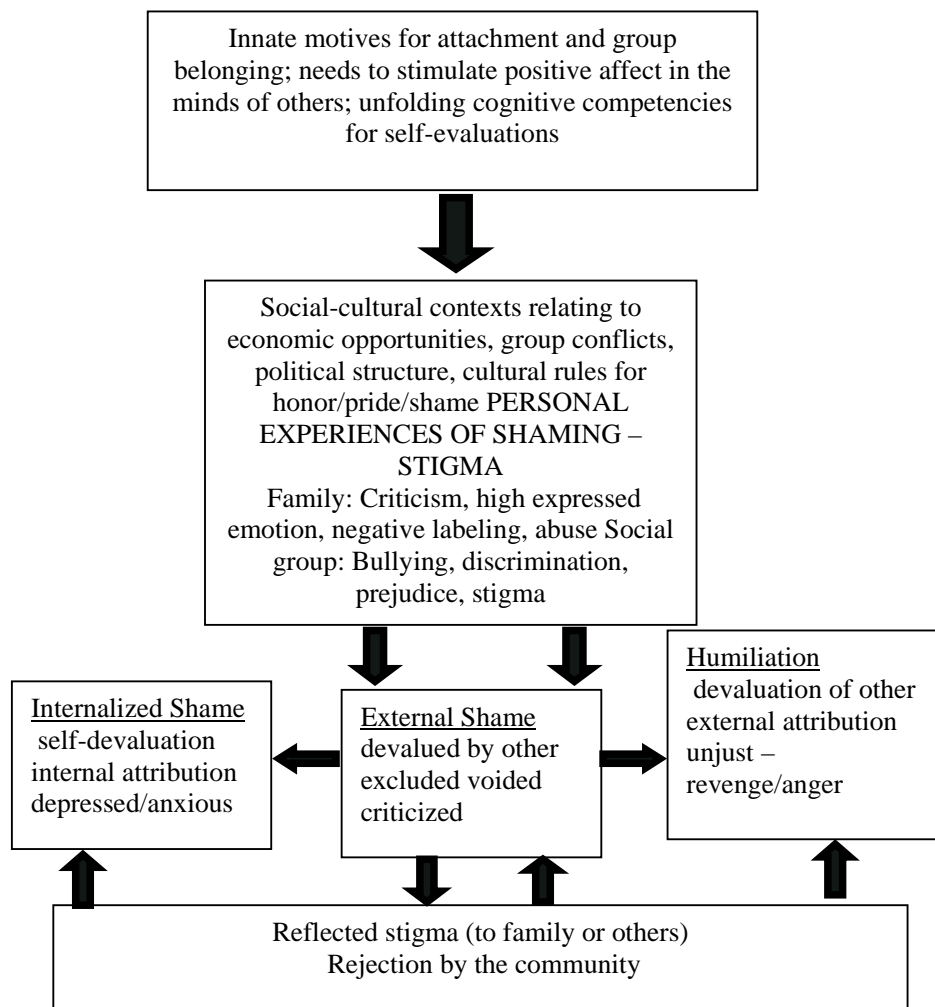 Innate motives for attachment and group
belonging; needs to stimulate positive affect in the
minds of others; unfolding cognitive competencies
for self-evaluations
Social-cultural contexts relating to
economic opportunities, group conflicts,
political structure, cultural rules for
honor/pride/shame PERSONAL
EXPERIENCES OF SHAMING –
STIGMA
Family: Criticism, high expressed
emotion, negative labeling, abuse Social
group: Bullying, discrimination,
prejudice, stigma
Internalized Shame
self-devaluation
internal attribution
depressed/anxious
External Shame
devalued by other
excluded voided
criticized
Humiliation
devaluation of other
external attribution
unjust –
revenge/anger
Reflected stigma (to family or others)
Rejection by the community